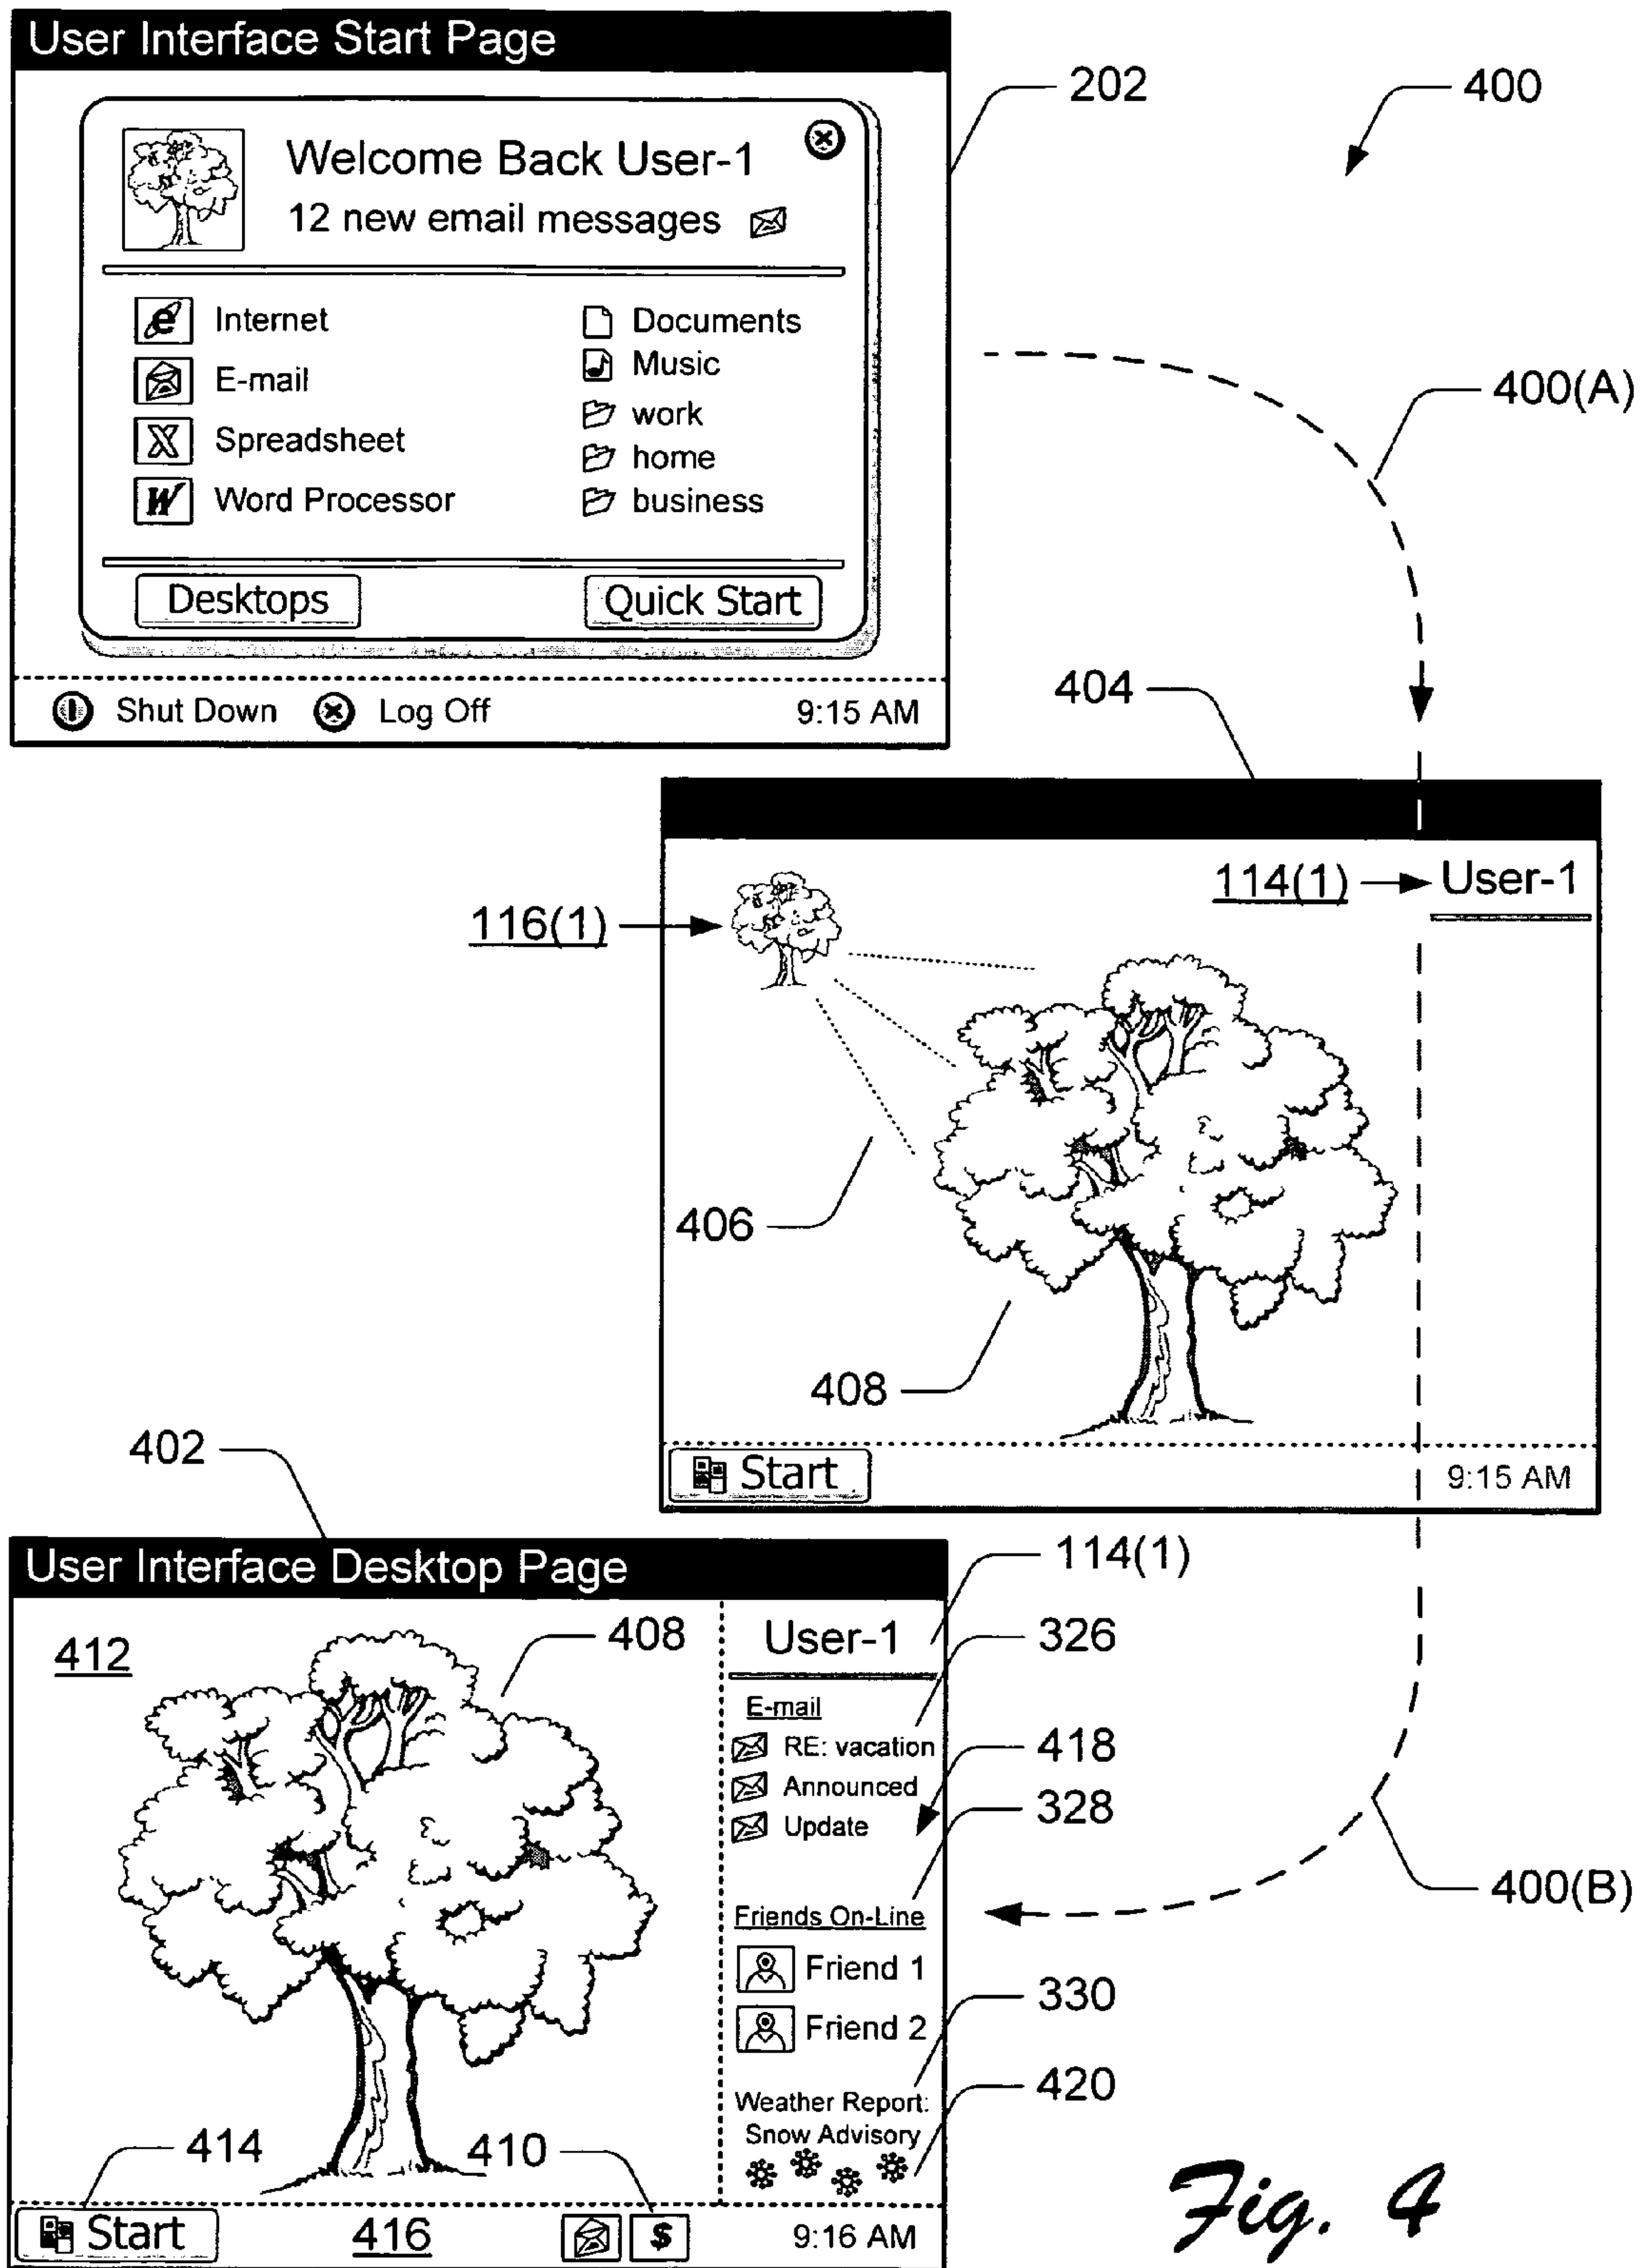 User Interface Start Page
202
400
Welcome Back User-1
12 new email messages
Internet
E-mail
Spreadsheet
Word Processor
Documents
Music
work
home
business
400(A)
Desktops
Quick Start
Shut Down
Log Off
9:15 AM
404
116(1)
114(1)
User-1
406
408
Start
9:15 AM
402
User Interface Desktop Page
412
408
User-1
114(1)
326
E-mail
RE: vacation
Announced
Update
418
328
Friends On-Line
Friend 1
Friend 2
400(B)
330
Weather Report:
Snow Advisory
420
414
410
Start
416
$
9:16 AM
Fig. 4